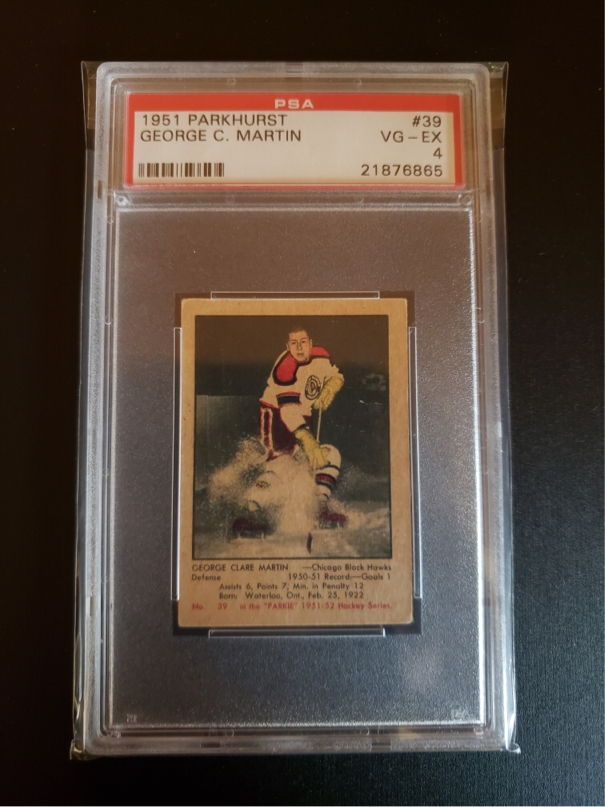 PSA
1951 PARKHURST #39
GEORGE C. MARTIN VG-EX
4
21876865
GEORGE CLARE MARTIN —Chicago Black Hawks
Defense 1950-51 Record:—Goals 1
Assists 6, Points 7, Min. in Penalty 12
Born: Waterloo, Ont., Feb. 25, 1922
No. 39 in the "PARKIE" 1951-52 Hockey Series.